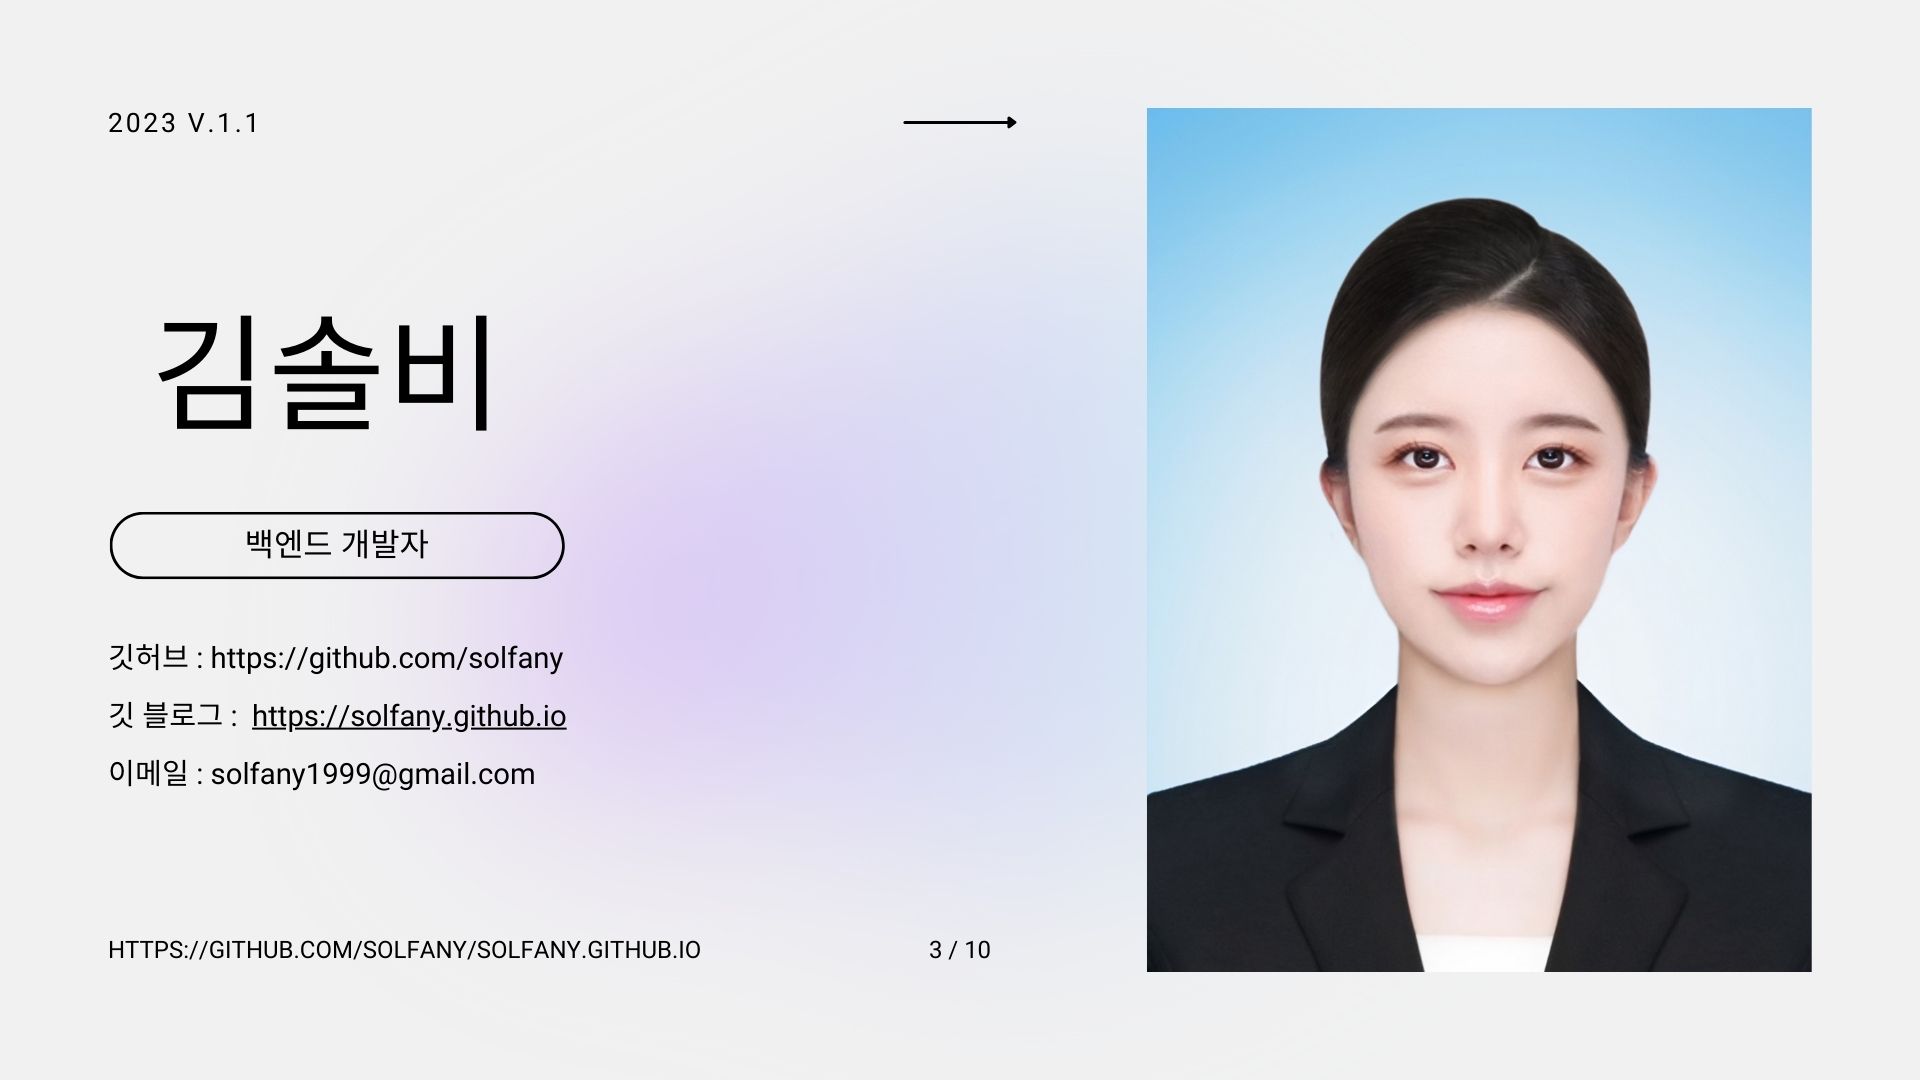 2023 V.1.1
김솔비
백엔드 개발자
깃허브 : https://github.com/solfany
깃 블로그 : https://solfany.github.io
이메일 : solfany1999@gmail.com
HTTPS://GITHUB.COM/SOLFANY/SOLFANY.GITHUB.IO
3 / 10